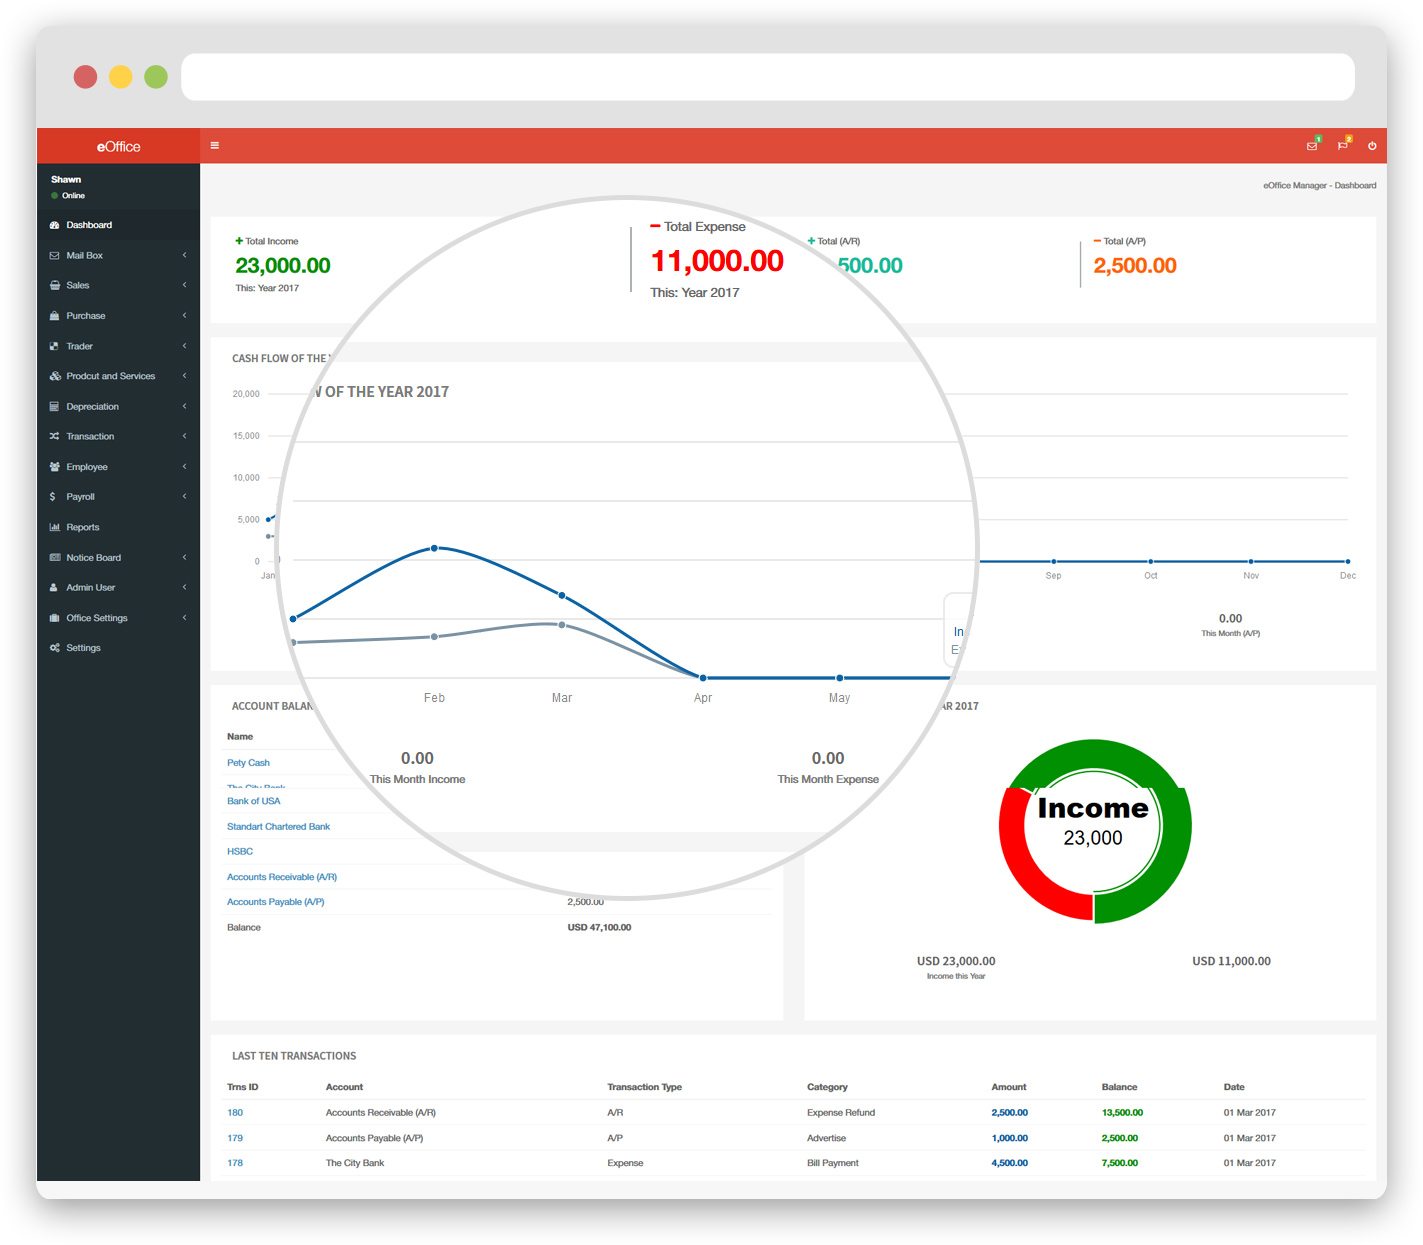 eOffice
1
2
Shawn
Online
eOffice Manager - Dashboard
Dashboard
Mail Box
Sales
Purchase
Trader
Prodcut and Services
Depreciation
Transaction
Employee
$ Payroll
Reports
Notice Board
Admin User
Office Settings
Settings
+ Total Income
23,000.00
This: Year 2017
− Total Expense
11,000.00
This: Year 2017
+ Total (A/R)
500.00
− Total (A/P)
2,500.00
CASH FLOW OF THE
OF THE YEAR 2017
20,000
15,000
10,000
5,000
0
Jan
Feb
Mar
Apr
May
Sep
Oct
Nov
Dec
0.00
This Month Income
0.00
This Month Expense
0.00
This Month (A/P)
ACCOUNT BALAN
Name
Pety Cash
The City Bank
Bank of USA
Standart Chartered Bank
HSBC
Accounts Receivable (A/R)
Accounts Payable (A/P) 2,500.00
Balance USD 47,100.00
AR 2017
Income
23,000
USD 23,000.00
Income this Year
USD 11,000.00
LAST TEN TRANSACTIONS
Trns ID Account Transaction Type Category Amount Balance Date
180 Accounts Receivable (A/R) A/R Expense Refund 2,500.00 13,500.00 01 Mar 2017
179 Accounts Payable (A/P) A/P Advertise 1,000.00 2,500.00 01 Mar 2017
178 The City Bank Expense Bill Payment 4,500.00 7,500.00 01 Mar 2017